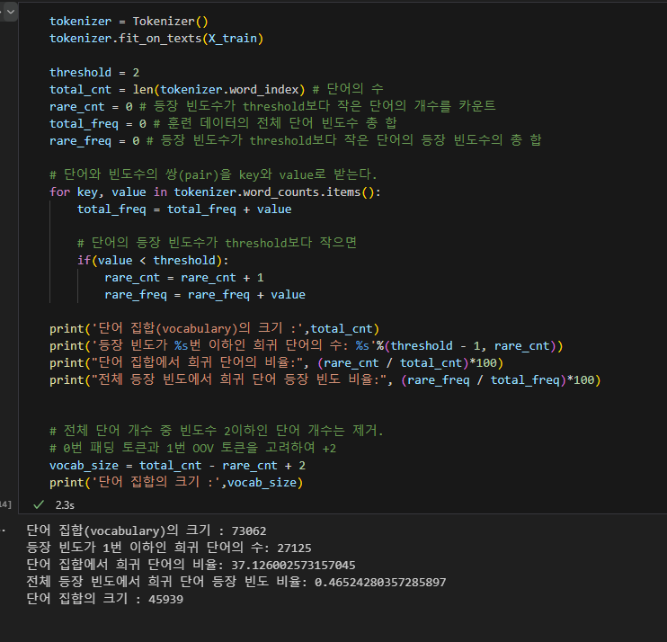 tokenizer = Tokenizer()
tokenizer.fit_on_texts(X_train)
threshold = 2
total_cnt = len(tokenizer.word_index) # 단어의 수
rare_cnt = 0 # 등장 빈도수가 threshold보다 작은 단어의 개수를 카운트
total_freq = 0 # 훈련 데이터의 전체 단어 빈도수 총 합
rare_freq = 0 # 등장 빈도수가 threshold보다 작은 단어의 등장 빈도수의 총 합
# 단어와 빈도수의 쌍(pair)을 key와 value로 받는다.
for key, value in tokenizer.word_counts.items():
total_freq = total_freq + value
# 단어의 등장 빈도수가 threshold보다 작으면
if(value < threshold):
rare_cnt = rare_cnt + 1
rare_freq = rare_freq + value
print('단어 집합(vocabulary)의 크기 :',total_cnt)
print('등장 빈도가 %s번 이하인 희귀 단어의 수: %s'%(threshold - 1, rare_cnt))
print("단어 집합에서 희귀 단어의 비율:", (rare_cnt / total_cnt)*100)
print("전체 등장 빈도에서 희귀 단어 등장 빈도 비율:", (rare_freq / total_freq)*100)
# 전체 단어 개수 중 빈도수 2이하인 단어 개수는 제거.
# 0번 패딩 토큰과 1번 OOV 토큰을 고려하여 +2
vocab_size = total_cnt - rare_cnt + 2
print('단어 집합의 크기 :',vocab_size)
4] 2.3s
단어 집합(vocabulary)의 크기 : 73062
등장 빈도가 1번 이하인 희귀 단어의 수: 27125
단어 집합에서 희귀 단어의 비율: 37.126002573157045
전체 등장 빈도에서 희귀 단어 등장 빈도 비율: 0.46524280357285897
단어 집합의 크기 : 45939